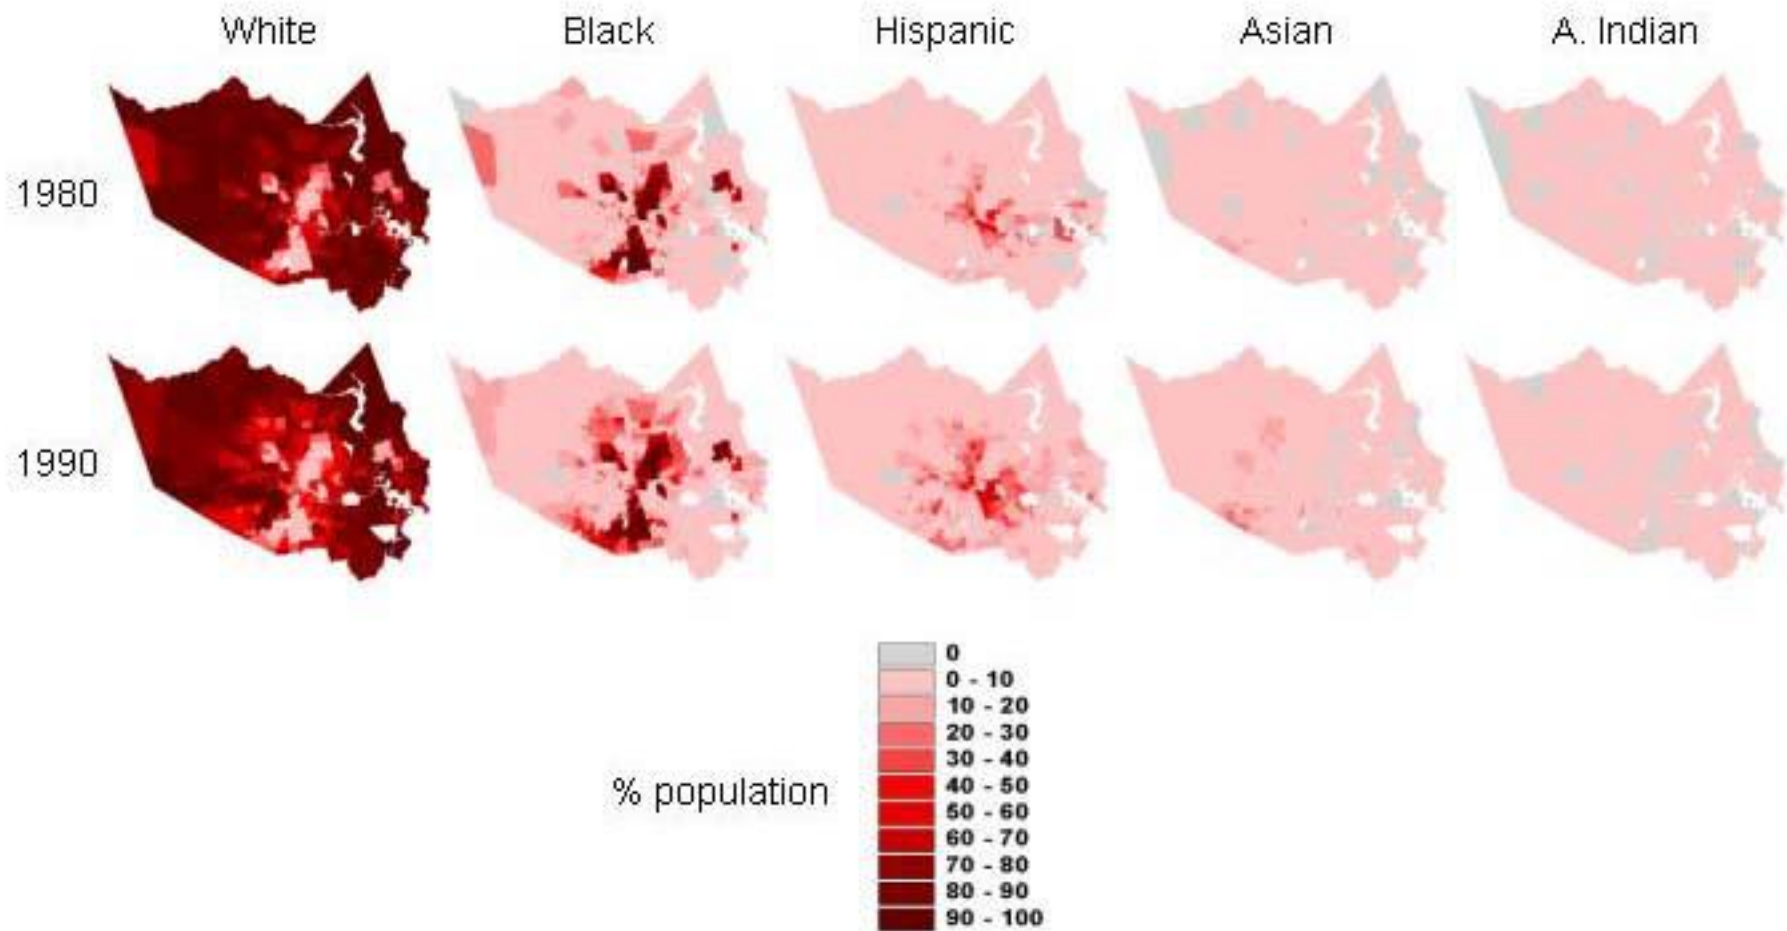 White Black Hispanic Asian A. Indian
1980
1990
0
0 - 10
10 - 20
20 - 30
30 - 40
% population
40 - 50
50 - 60
60 - 70
70 - 80
80 - 90
90 - 100